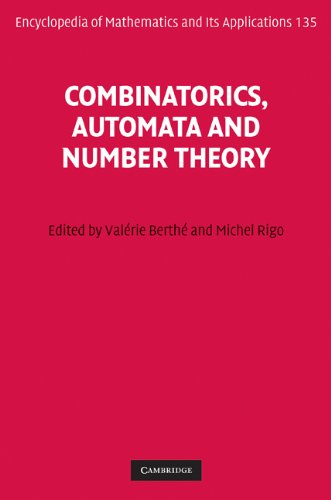 Encyclopedia of Mathematics and Its Applications 135
COMBINATORICS,
AUTOMATA AND
NUMBER THEORY
Edited by Valérie Berthé and Michel Rigo
CAMBRIDGE